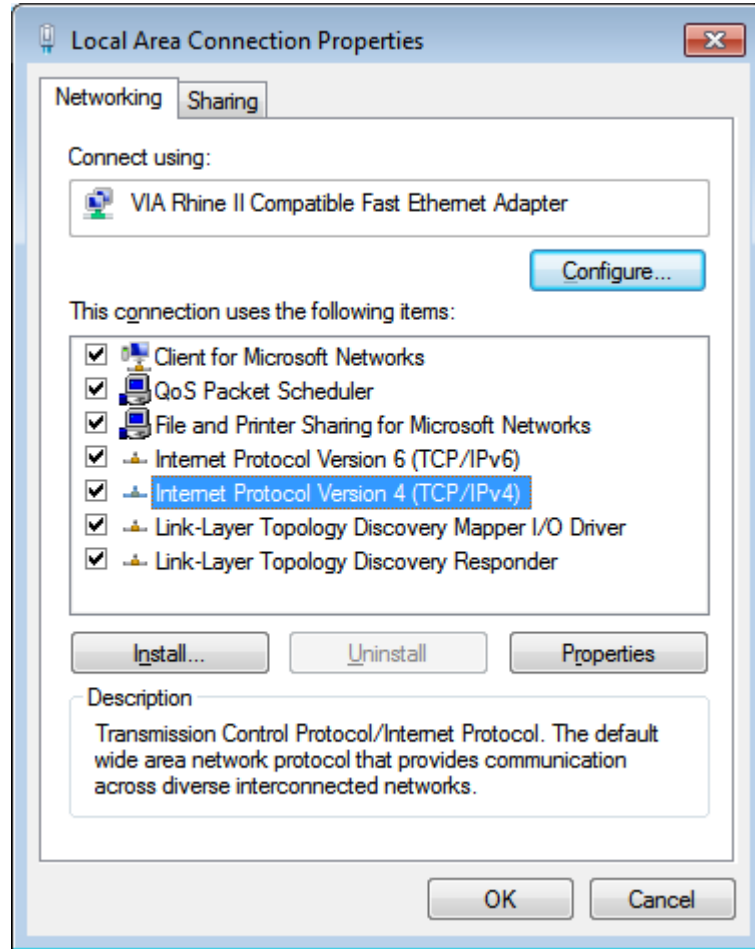 Local Area Connection Properties
Networking
Sharing
Connect using:
VIA Rhine II Compatible Fast Ethernet Adapter
Configure...
This connection uses the following items:
Client for Microsoft Networks
QoS Packet Scheduler
File and Printer Sharing for Microsoft Networks
Internet Protocol Version 6 (TCP/IPv6)
Internet Protocol Version 4 (TCP/IPv4)
Link-Layer Topology Discovery Mapper I/O Driver
Link-Layer Topology Discovery Responder
Install...
Uninstall
Properties
Description
Transmission Control Protocol/Internet Protocol. The default
wide area network protocol that provides communication
across diverse interconnected networks.
OK
Cancel